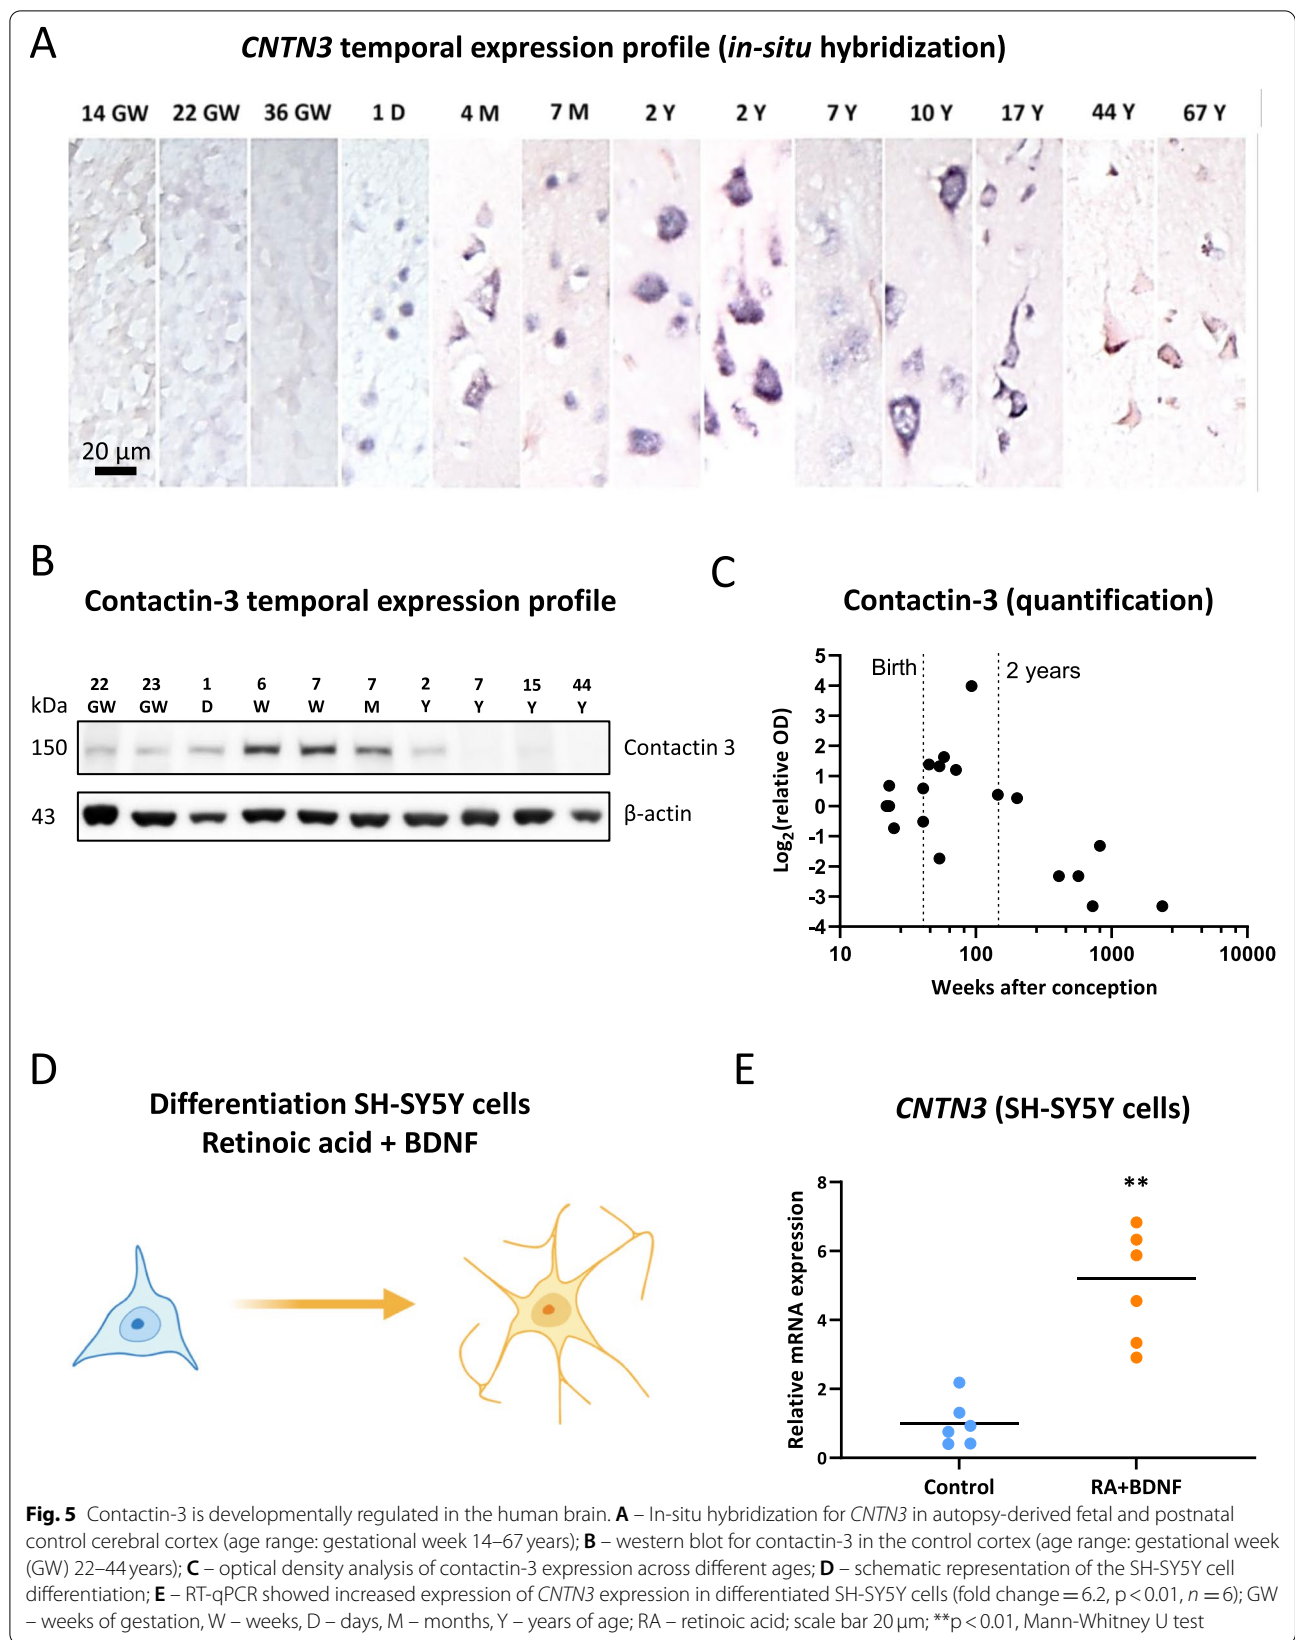 A
CNTN3 temporal expression profile (in-situ hybridization)
14 GW 22 GW 36 GW 1 D 4 M 7 M 2 Y 2 Y 7 Y 10 Y 17 Y 44 Y 67 Y
20 µm
B
Contactin-3 temporal expression profile
22 23 1 6 7 7 2 7 15 44
kDa GW GW D W W M Y Y Y Y
150 Contactin 3
43 β-actin
C
Contactin-3 (quantification)
Birth 2 years
5
4
3
2
1
0
-1
-2
-3
-4
Log2(relative OD)
10 100 1000 10000
Weeks after conception
D
Differentiation SH-SY5Y cells
Retinoic acid + BDNF
E
CNTN3 (SH-SY5Y cells)
**
8
6
4
2
0
Relative mRNA expression
Control RA+BDNF
Fig. 5 Contactin-3 is developmentally regulated in the human brain. A – In-situ hybridization for CNTN3 in autopsy-derived fetal and postnatal
control cerebral cortex (age range: gestational week 14–67 years); B – western blot for contactin-3 in the control cortex (age range: gestational week
(GW) 22–44 years); C – optical density analysis of contactin-3 expression across different ages; D – schematic representation of the SH-SY5Y cell
differentiation; E – RT-qPCR showed increased expression of CNTN3 expression in differentiated SH-SY5Y cells (fold change = 6.2, p < 0.01, n = 6); GW
– weeks of gestation, W – weeks, D – days, M – months, Y – years of age; RA – retinoic acid; scale bar 20 µm; **p < 0.01, Mann-Whitney U test